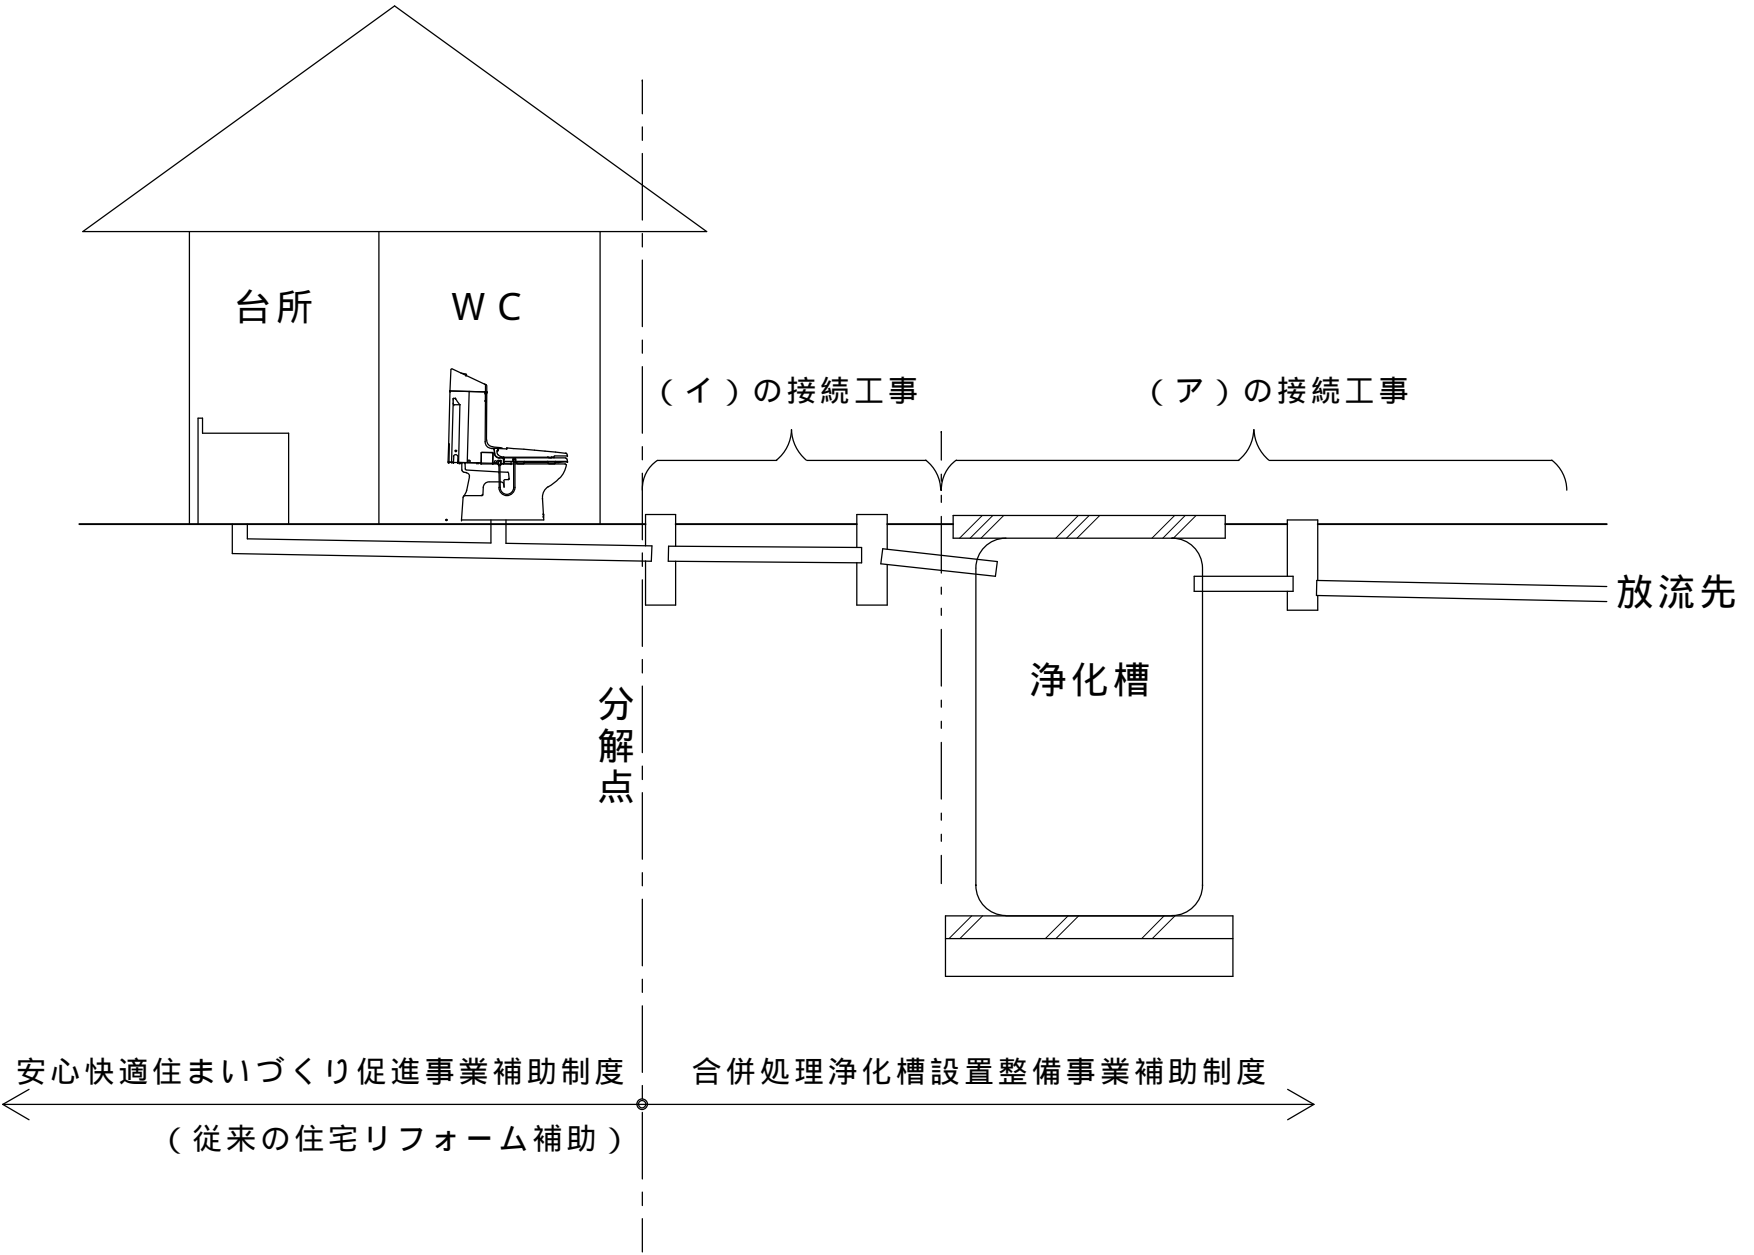 台所
ＷＣ
（イ）の接続工事
（ア）の接続工事
放流先
浄化槽
分解点
安心快適住まいづくり促進事業補助制度
合併処理浄化槽設置整備事業補助制度
（従来の住宅リフォーム補助）